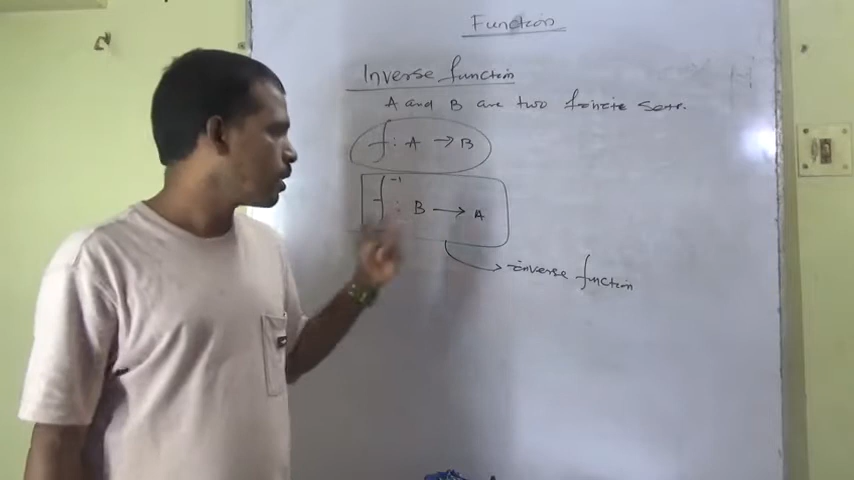 Function
Inverse function
A and B are two finite sets.
f : A → B
f⁻¹ : B → A
inverse function